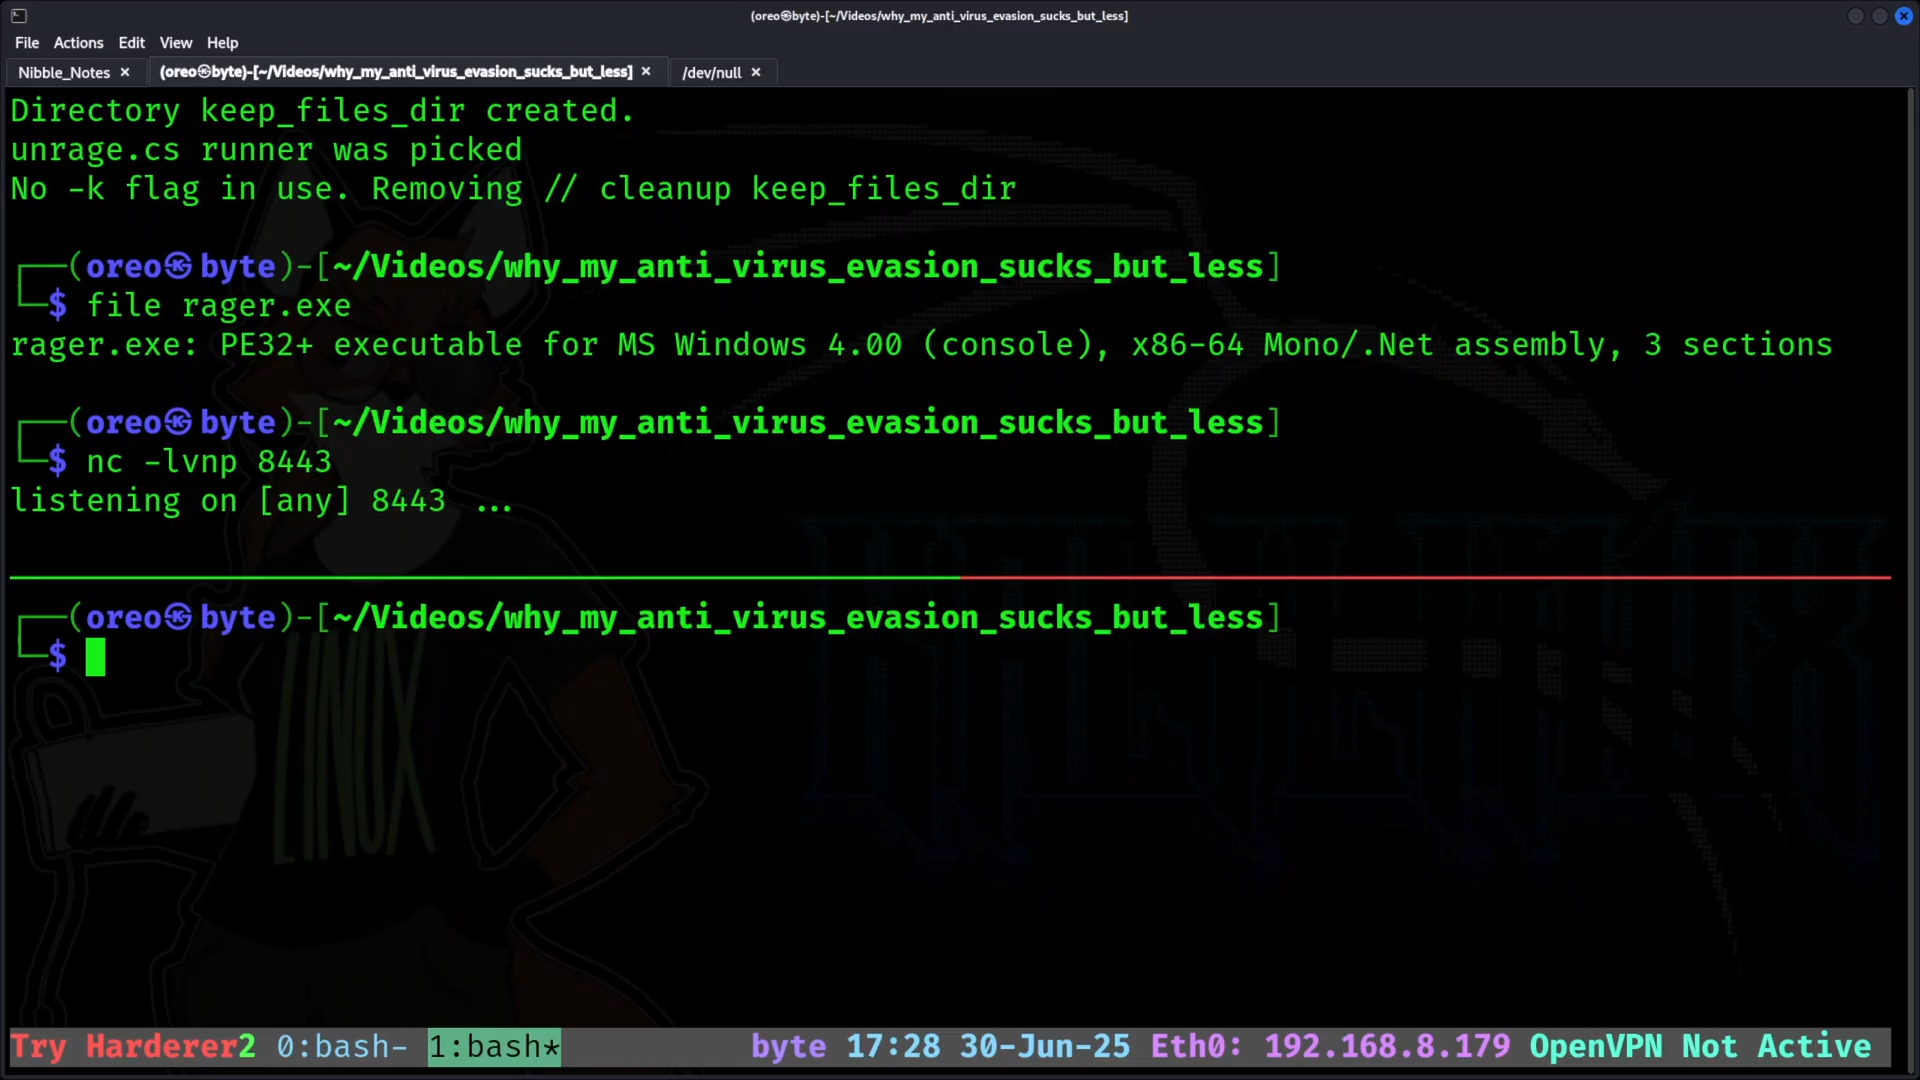 (oreo㉿byte)-[~/Videos/why_my_anti_virus_evasion_sucks_but_less]
File Actions Edit View Help
Nibble_Notes × (oreo㉿byte)-[~/Videos/why_my_anti_virus_evasion_sucks_but_less] × /dev/null ×
Directory keep_files_dir created.
unrage.cs runner was picked
No -k flag in use. Removing // cleanup keep_files_dir
┌──(oreo㉿byte)-[~/Videos/why_my_anti_virus_evasion_sucks_but_less]
└─$ file rager.exe
rager.exe: PE32+ executable for MS Windows 4.00 (console), x86-64 Mono/.Net assembly, 3 sections
┌──(oreo㉿byte)-[~/Videos/why_my_anti_virus_evasion_sucks_but_less]
└─$ nc -lvnp 8443
listening on [any] 8443 ...
┌──(oreo㉿byte)-[~/Videos/why_my_anti_virus_evasion_sucks_but_less]
└─$
LINUX
Try Harderer2 0:bash- 1:bash* byte 17:28 30-Jun-25 Eth0: 192.168.8.179 OpenVPN Not Active